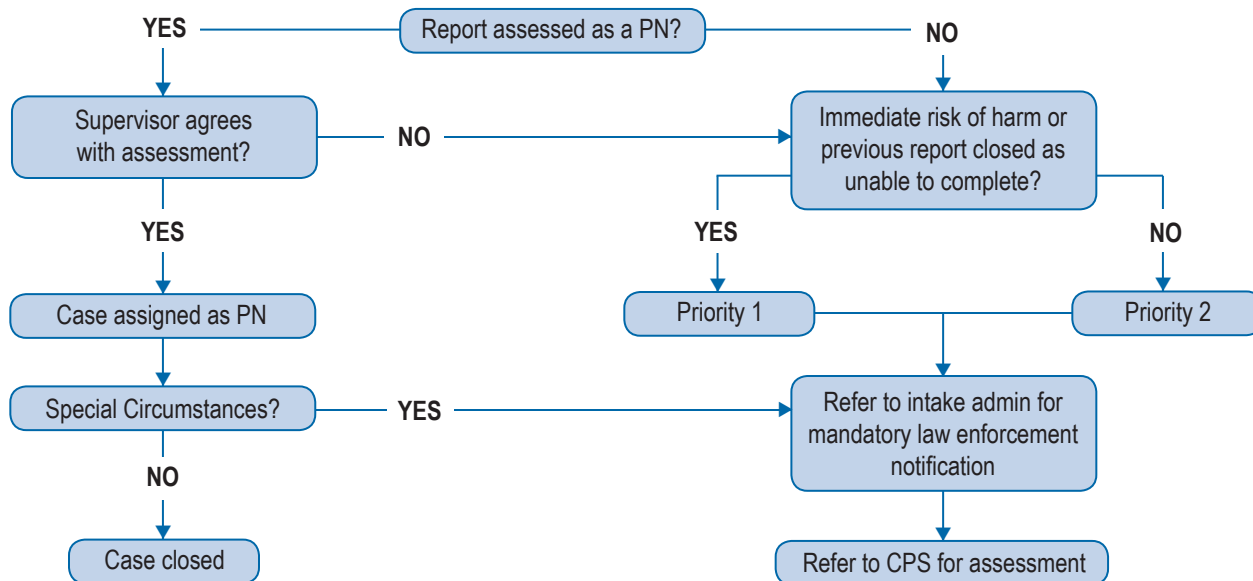 YES
Report assessed as a PN?
NO
Supervisor agrees
with assessment?
NO
Immediate risk of harm or
previous report closed as
unable to complete?
YES
YES
NO
Case assigned as PN
Priority 1
Priority 2
Special Circumstances?
YES
Refer to intake admin for
mandatory law enforcement
notification
NO
Case closed
Refer to CPS for assessment